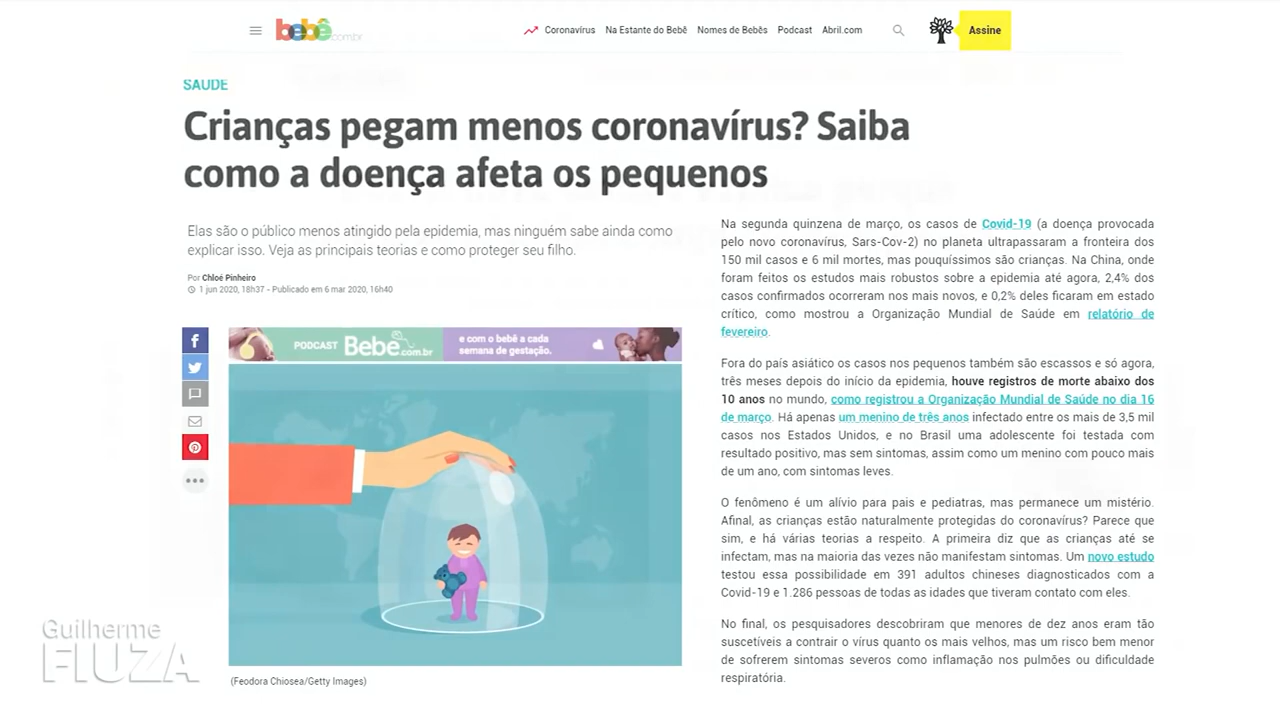 bebê.com.br
Coronavírus Na Estante do Bebê Nomes de Bebês Podcast Abril.com
Assine
SAÚDE
Crianças pegam menos coronavírus? Saiba
como a doença afeta os pequenos
Elas são o público menos atingido pela epidemia, mas ninguém sabe ainda como
explicar isso. Veja as principais teorias e como proteger seu filho.
Por Chloé Pinheiro
1 jun 2020, 18h37 - Publicado em 6 mar 2020, 16h40
PODCAST Bebê.com.br
e com o bebê a cada
semana de gestação.
(Feodora Chiosea/Getty Images)
Na segunda quinzena de março, os casos de Covid-19 (a doença provocada
pelo novo coronavírus, Sars-Cov-2) no planeta ultrapassaram a fronteira dos
150 mil casos e 6 mil mortes, mas pouquíssimos são crianças. Na China, onde
foram feitos os estudos mais robustos sobre a epidemia até agora, 2,4% dos
casos confirmados ocorreram nos mais novos, e 0,2% deles ficaram em estado
crítico, como mostrou a Organização Mundial de Saúde em relatório de
fevereiro.
Fora do país asiático os casos nos pequenos também são escassos e só agora,
três meses depois do início da epidemia, houve registros de morte abaixo dos
10 anos no mundo, como registrou a Organização Mundial de Saúde no dia 16
de março. Há apenas um menino de três anos infectado entre os mais de 3,5 mil
casos nos Estados Unidos, e no Brasil uma adolescente foi testada com
resultado positivo, mas sem sintomas, assim como um menino com pouco mais
de um ano, com sintomas leves.
O fenômeno é um alívio para pais e pediatras, mas permanece um mistério.
Afinal, as crianças estão naturalmente protegidas do coronavírus? Parece que
sim, e há várias teorias a respeito. A primeira diz que as crianças até se
infectam, mas na maioria das vezes não manifestam sintomas. Um novo estudo
testou essa possibilidade em 391 adultos chineses diagnosticados com a
Covid-19 e 1.286 pessoas de todas as idades que tiveram contato com eles.
No final, os pesquisadores descobriram que menores de dez anos eram tão
suscetíveis a contrair o vírus quanto os mais velhos, mas um risco bem menor
de sofrerem sintomas severos como inflamação nos pulmões ou dificuldade
respiratória.
Guilherme
FIUZA